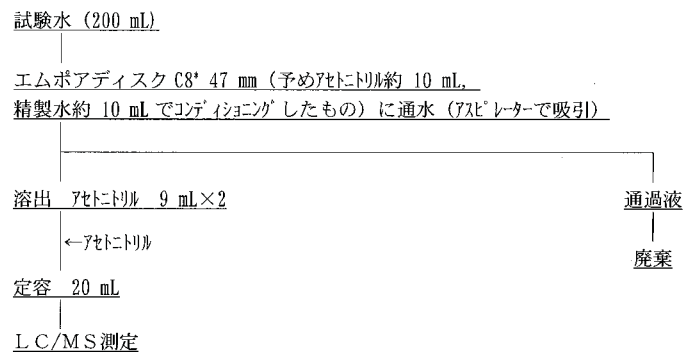 試験水 (200 mL)
エムポアディスク C8* 47 mm (予めｱｾﾄﾆﾄﾘﾙ約 10 mL,
精製水約 10 mL でｺﾝﾃﾞｨｼｮﾆﾝｸﾞしたもの) に通水 (ｱｽﾋﾟﾚｰﾀｰで吸引)
溶出 ｱｾﾄﾆﾄﾘﾙ 9 mL×2
通過液
←ｱｾﾄﾆﾄﾘﾙ
廃棄
定容 20 mL
ＬＣ/ＭＳ測定